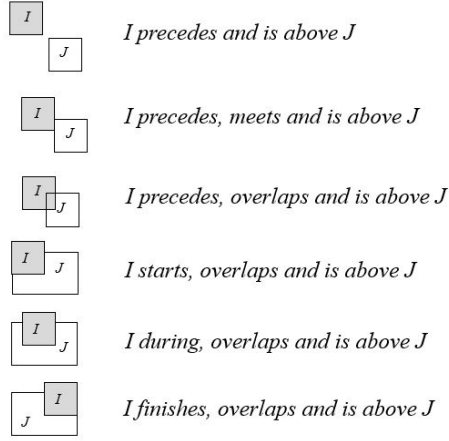 I
J
I precedes and is above J
I
J
I precedes, meets and is above J
I
J
I precedes, overlaps and is above J
I
J
I starts, overlaps and is above J
I
J
I during, overlaps and is above J
I
J
I finishes, overlaps and is above J